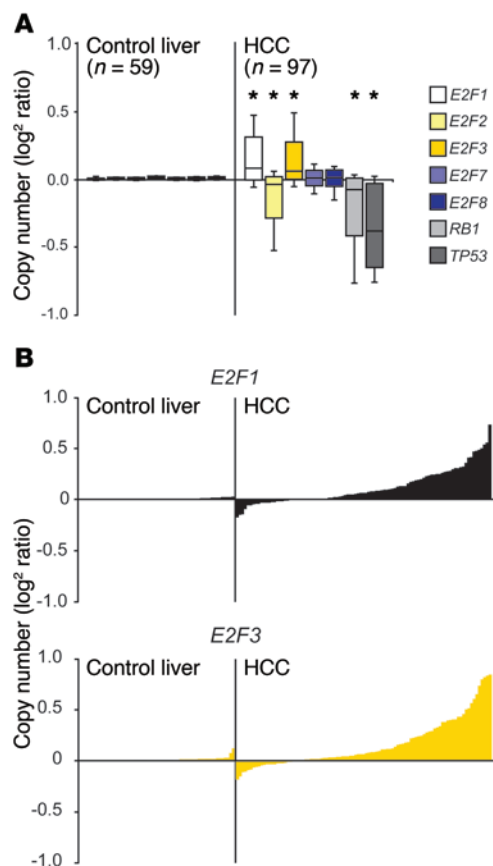 A
Copy number (log² ratio)
1.0
0.5
0.0
-0.5
-1.0
Control liver
(n = 59)
HCC
(n = 97)
* * * * *
E2F1
E2F2
E2F3
E2F7
E2F8
RB1
TP53
B
Copy number (log² ratio)
E2F1
1.0
0.5
0
-0.5
-1.0
Control liver
HCC
E2F3
1.0
0.5
0
-0.5
-1.0
Control liver
HCC